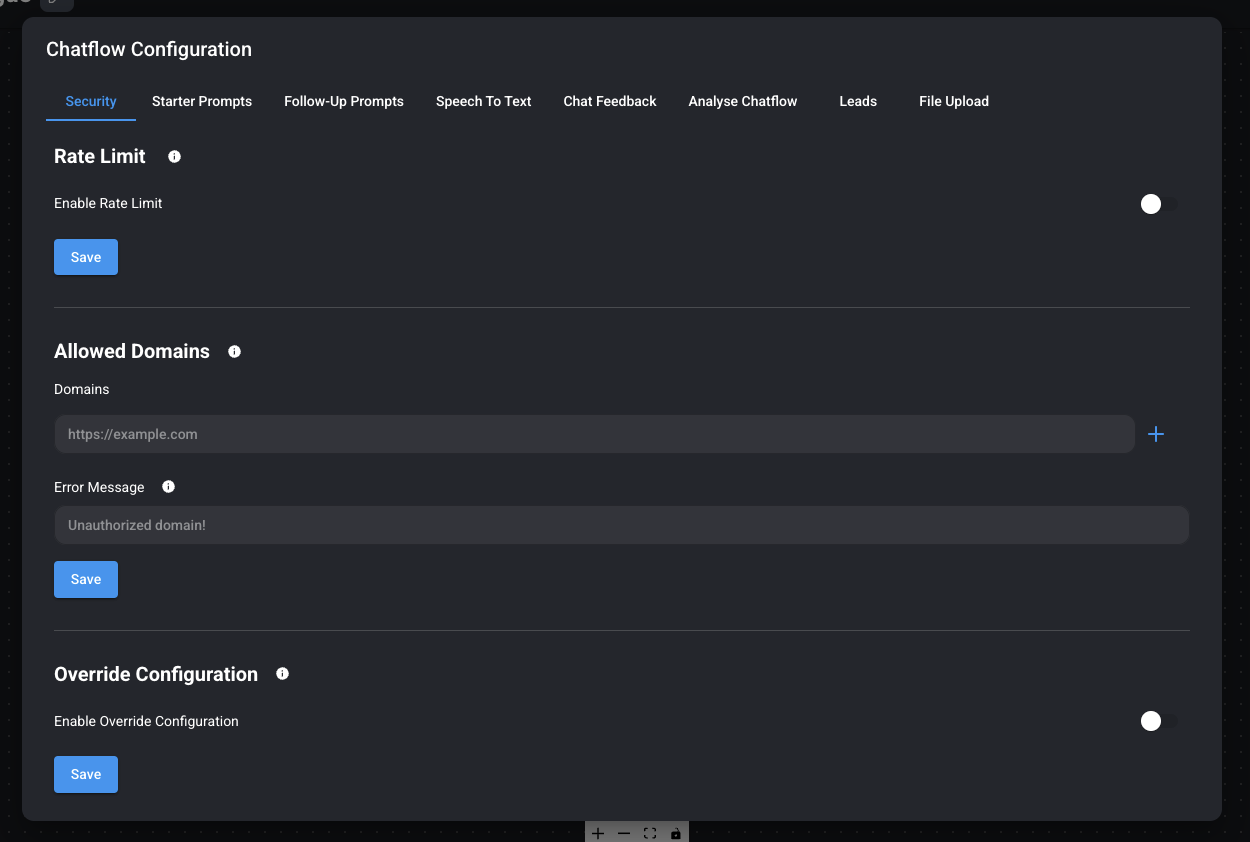 Chatflow Configuration
Security Starter Prompts Follow-Up Prompts Speech To Text Chat Feedback Analyse Chatflow Leads File Upload
Rate Limit
Enable Rate Limit
Save
Allowed Domains
Domains
https://example.com
Error Message
Unauthorized domain!
Save
Override Configuration
Enable Override Configuration
Save